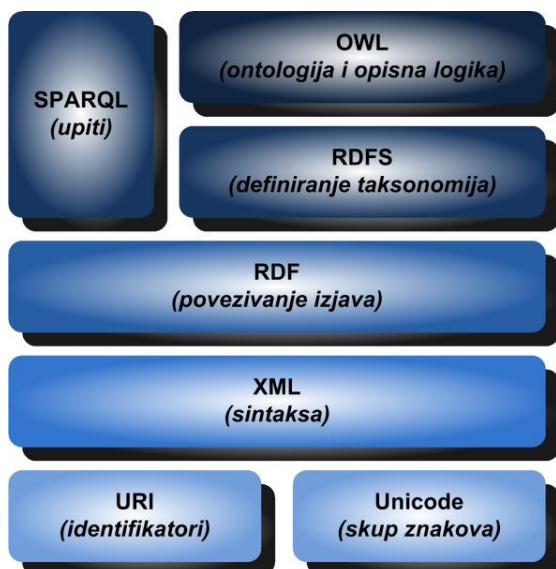 SPARQL
(upiti)
OWL
(ontologija i opisna logika)
RDFS
(definiranje taksonomija)
RDF
(povezivanje izjava)
XML
(sintaksa)
URI
(identifikatori)
Unicode
(skup znakova)